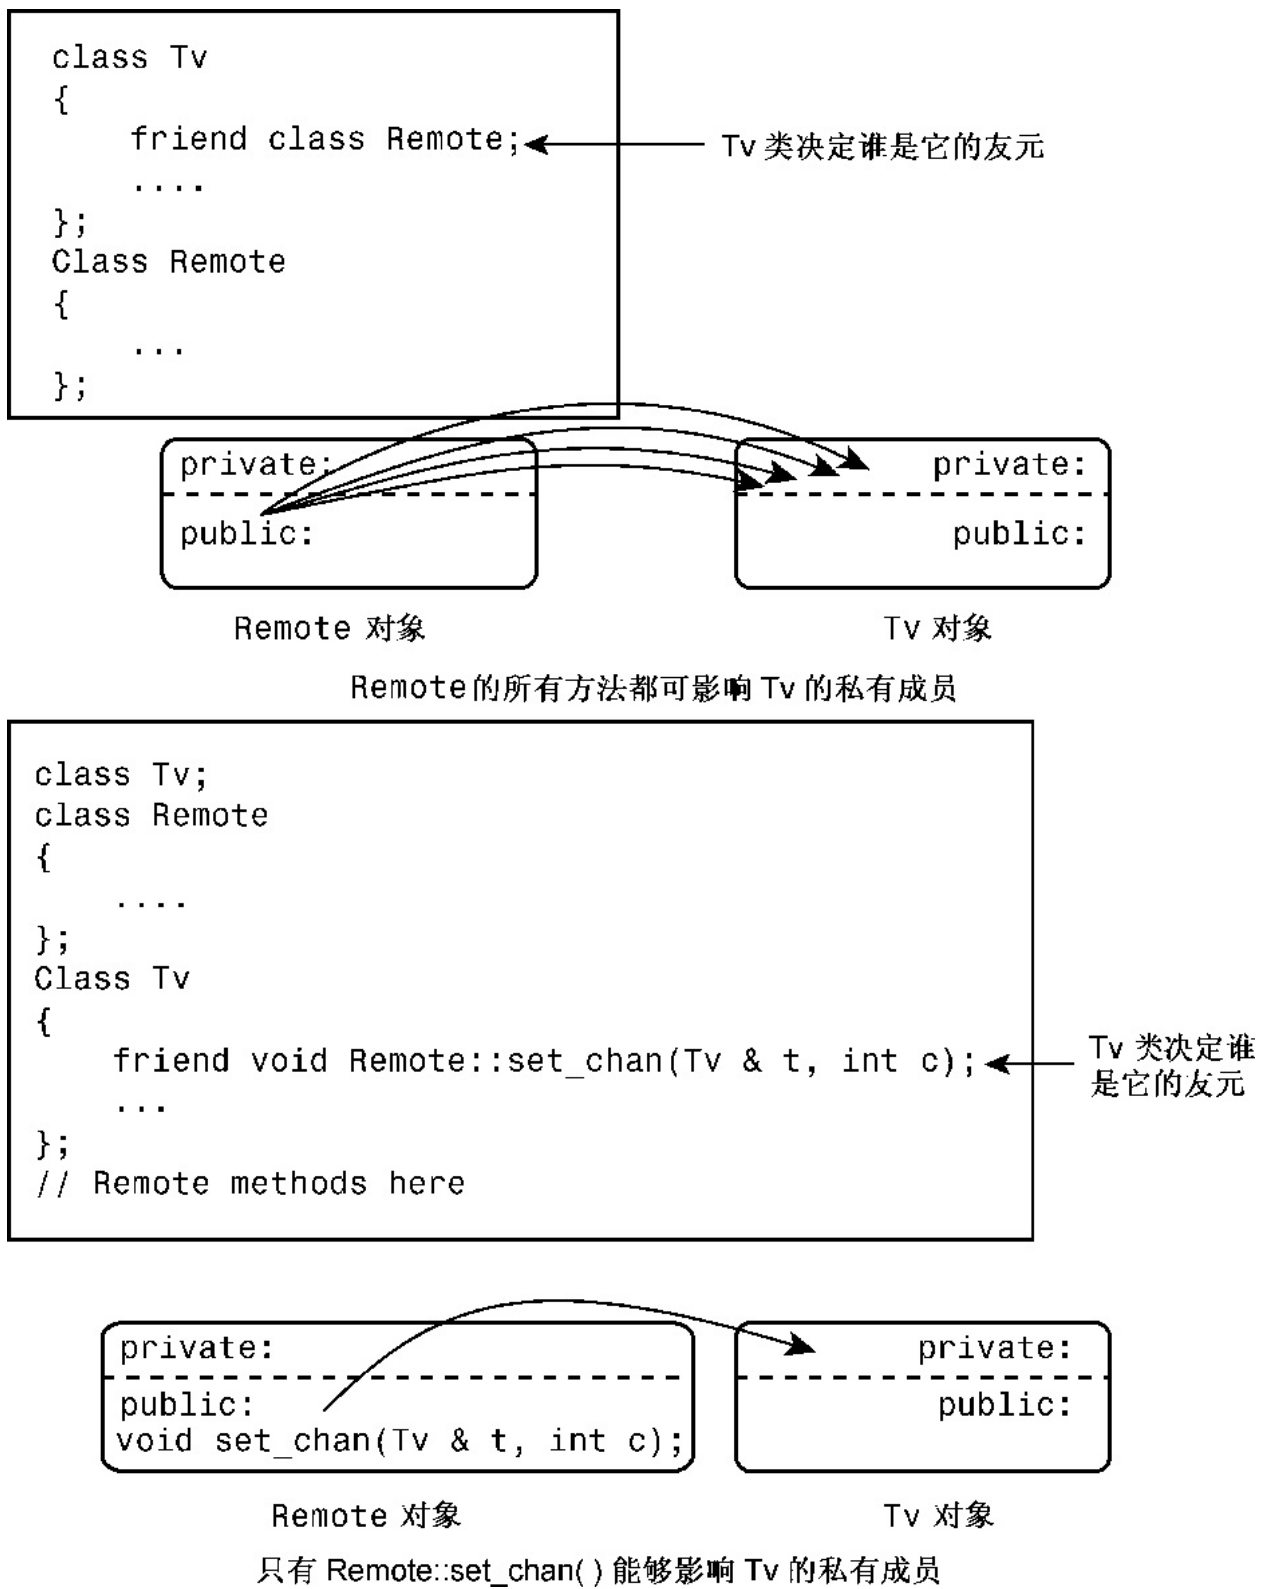 class Tv
{
friend class Remote;
Tv 类决定谁是它的友元
....
};
Class Remote
{
...
};
private:
public:
private:
public:
Remote 对象
Tv 对象
Remote的所有方法都可影响 Tv 的私有成员
class Tv;
class Remote
{
....
};
Class Tv
{
friend void Remote::set_chan(Tv & t, int c);
Tv 类决定谁
是它的友元
...
};
// Remote methods here
private:
public:
void set_chan(Tv & t, int c);
private:
public:
Remote 对象
Tv 对象
只有 Remote::set_chan( ) 能够影响 Tv 的私有成员